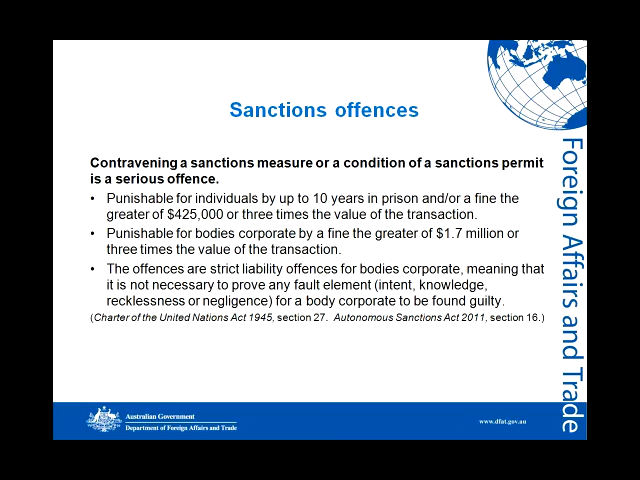 Sanctions offences
Contravening a sanctions measure or a condition of a sanctions permit
is a serious offence.
• Punishable for individuals by up to 10 years in prison and/or a fine the
greater of $425,000 or three times the value of the transaction.
• Punishable for bodies corporate by a fine the greater of $1.7 million or
three times the value of the transaction.
• The offences are strict liability offences for bodies corporate, meaning that
it is not necessary to prove any fault element (intent, knowledge,
recklessness or negligence) for a body corporate to be found guilty.
(Charter of the United Nations Act 1945, section 27. Autonomous Sanctions Act 2011, section 16.)
Foreign Affairs and Trade
Australian Government
Department of Foreign Affairs and Trade
www.dfat.gov.au